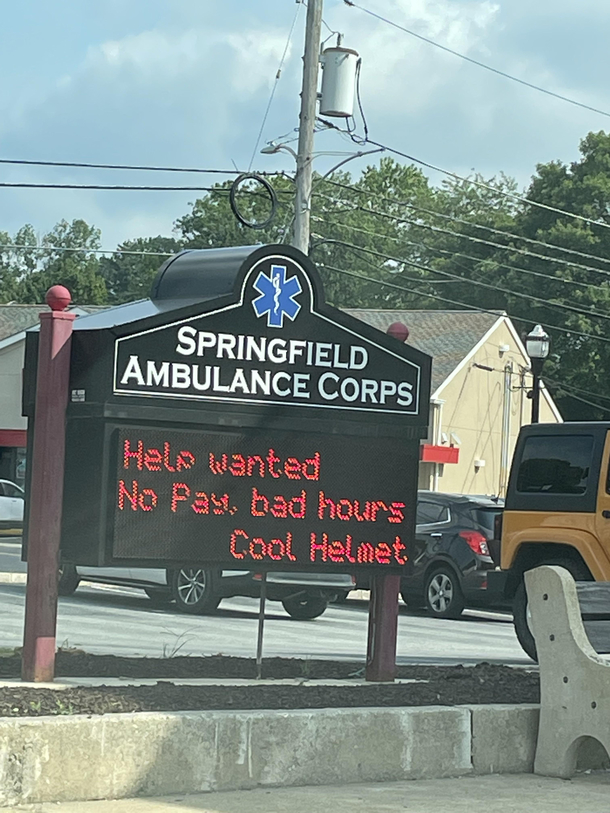 SPRINGFIELD
AMBULANCE CORPS
Help wanted
No Pay, bad hours
Cool Helmet